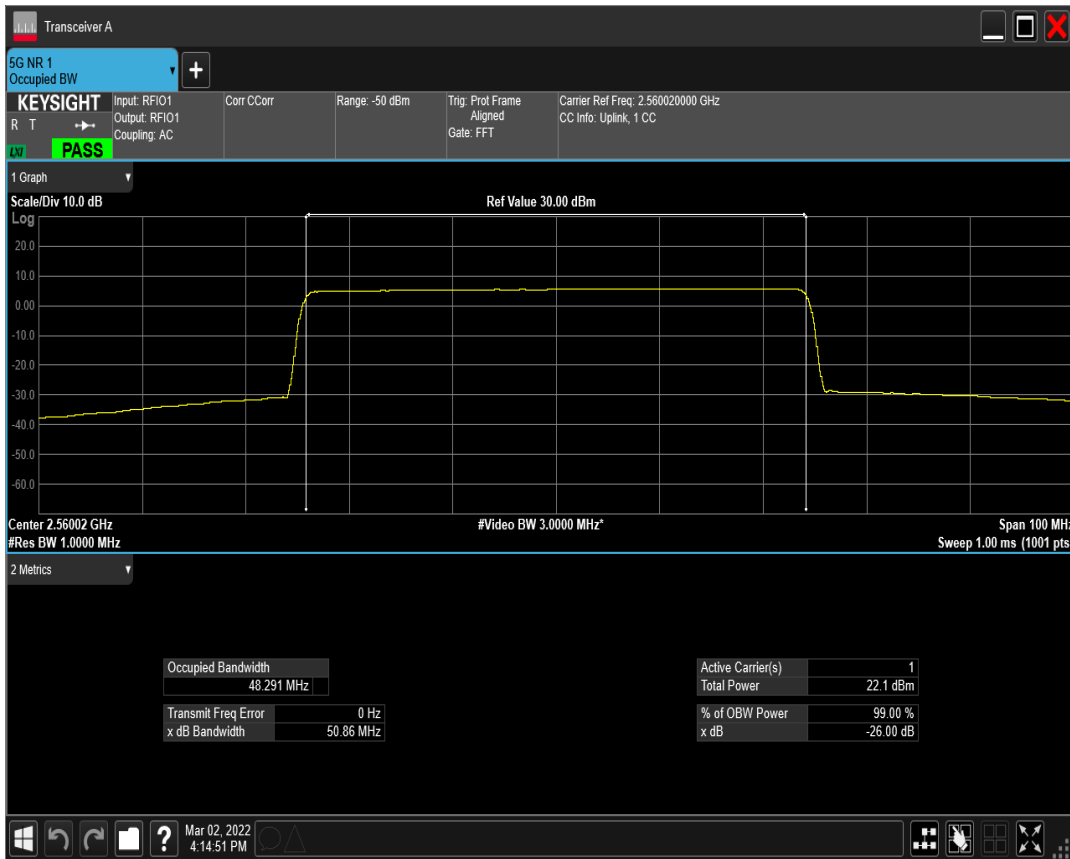 Transceiver A
5G NR 1
Occupied BW
+
KEYSIGHT
R T
LXI
PASS
Input: RFIO1
Output: RFIO1
Coupling: AC
Corr CCorr
Range: -50 dBm
Trig: Prot Frame
Aligned
Gate: FFT
Carrier Ref Freq: 2.560020000 GHz
CC Info: Uplink, 1 CC
1 Graph
Scale/Div 10.0 dB
Ref Value 30.00 dBm
Log
20.0
10.0
0.00
-10.0
-20.0
-30.0
-40.0
-50.0
-60.0
Center 2.56002 GHz
#Video BW 3.0000 MHz*
Span 100 MHz
#Res BW 1.0000 MHz
Sweep 1.00 ms (1001 pts
2 Metrics
Occupied Bandwidth
48.291 MHz
Transmit Freq Error 0 Hz
x dB Bandwidth 50.86 MHz
Active Carrier(s) 1
Total Power 22.1 dBm
% of OBW Power 99.00 %
x dB -26.00 dB
?
Mar 02, 2022
4:14:51 PM